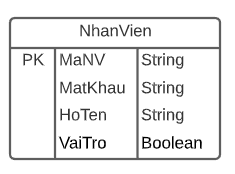 NhanVien
PK MaNV String
MatKhau String
HoTen String
VaiTro Boolean